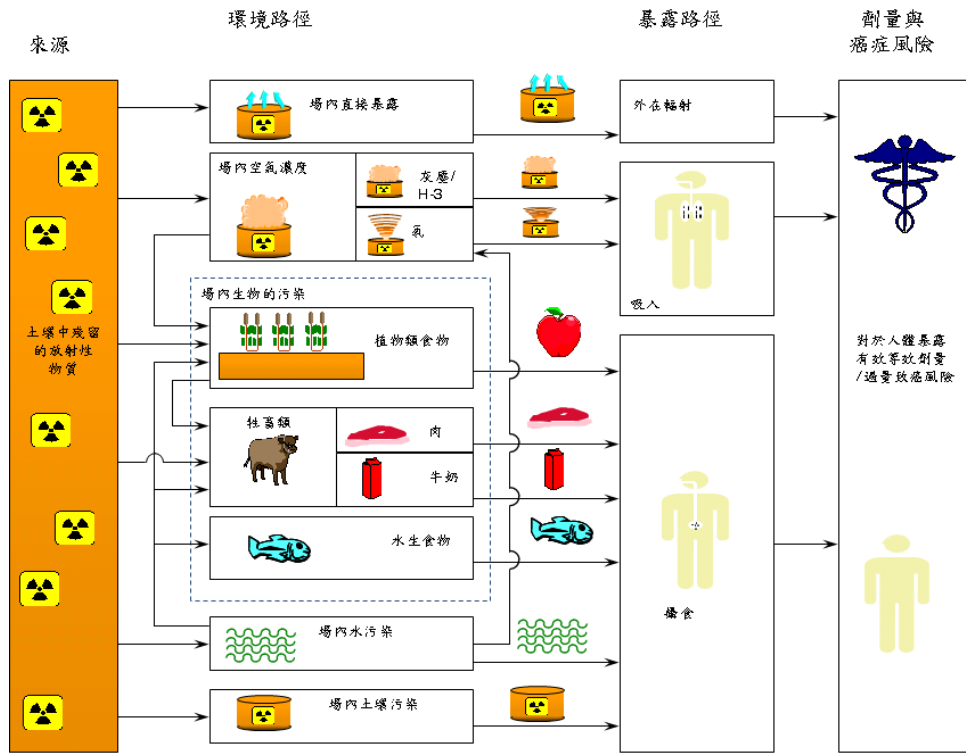 來源
環境路徑
暴露路徑
劑量與
癌症風險
場內直接暴露
外在輻射
場內空氣濃度
灰塵/
H-3
氡
吸入
場內生物的污染
植物類食物
土壤中殘留
的放射性
物質
對於人體暴露
有效等效劑量
/過量致癌風險
牲畜類
肉
牛奶
水生食物
攝食
場內水污染
場內土壤污染